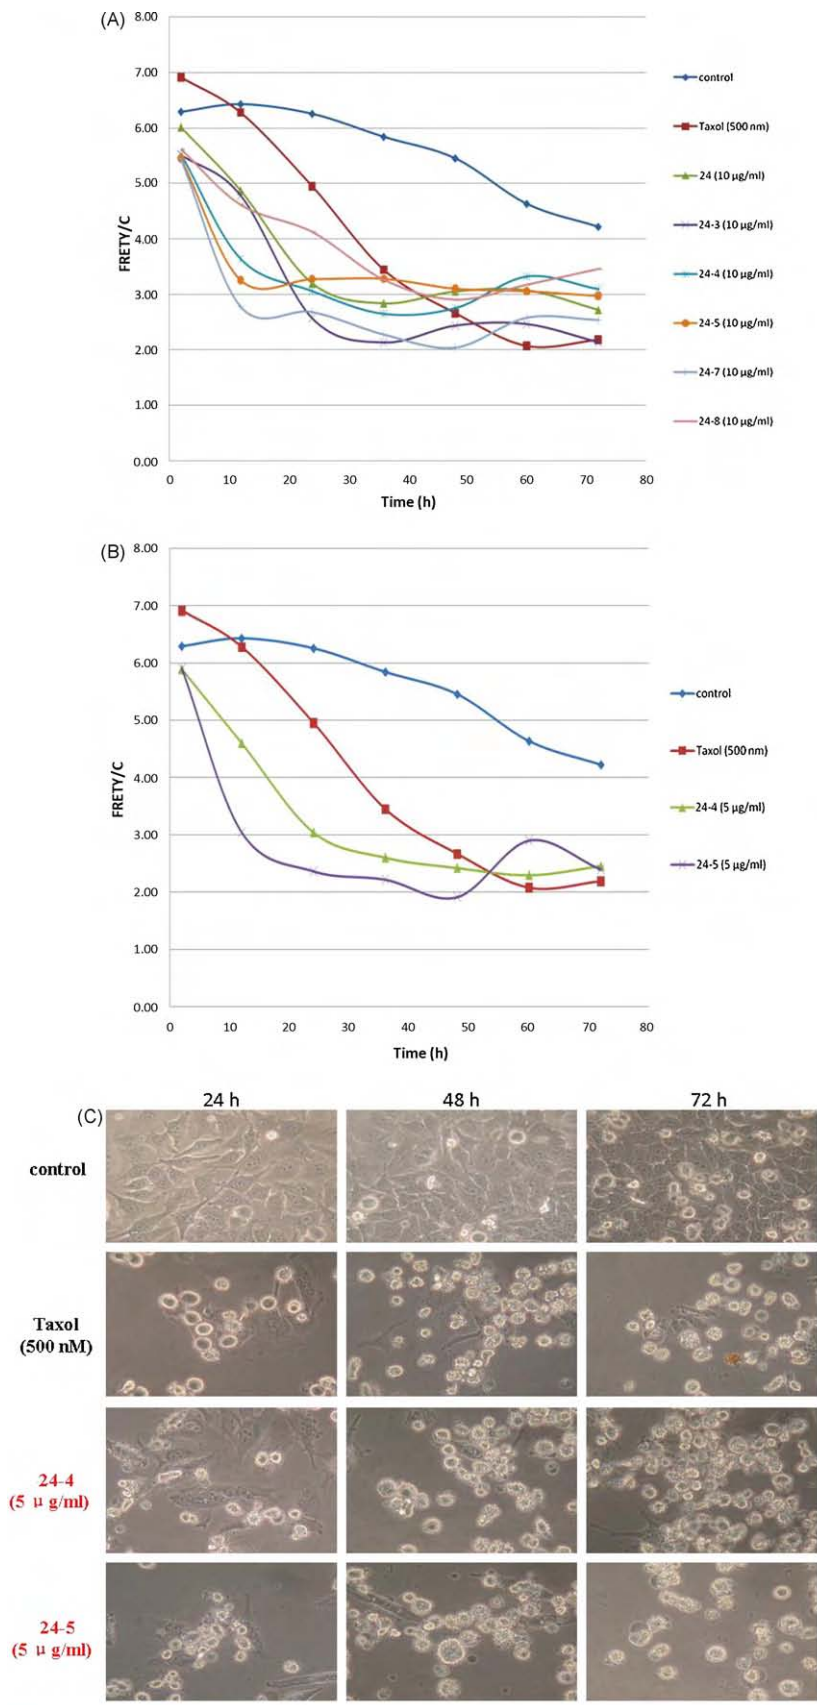 (A)
8.00
7.00
6.00
5.00
4.00
3.00
2.00
1.00
0.00
FRETY/C
0 10 20 30 40 50 60 70 80
Time (h)
control
Taxol (500 nm)
24 (10 μg/ml)
24-3 (10 μg/ml)
24-4 (10 μg/ml)
24-5 (10 μg/ml)
24-7 (10 μg/ml)
24-8 (10 μg/ml)
(B)
8.00
7.00
6.00
5.00
4.00
3.00
2.00
1.00
0.00
FRETY/C
0 10 20 30 40 50 60 70 80
Time (h)
control
Taxol (500 nm)
24-4 (5 μg/ml)
24-5 (5 μg/ml)
(C)
24 h 48 h 72 h
control
Taxol
(500 nM)
24-4
(5 μ g/ml)
24-5
(5 μ g/ml)